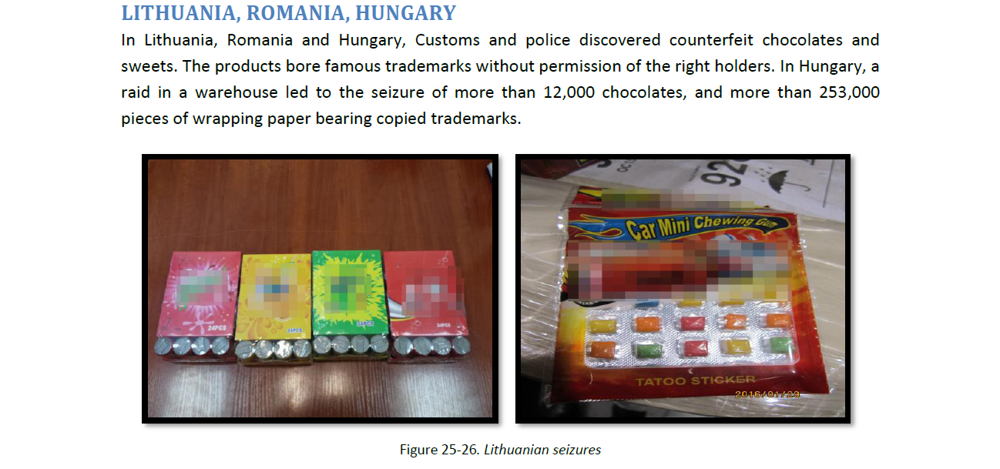 LITHUANIA, ROMANIA, HUNGARY
In Lithuania, Romania and Hungary, Customs and police discovered counterfeit chocolates and
sweets. The products bore famous trademarks without permission of the right holders. In Hungary, a
raid in a warehouse led to the seizure of more than 12,000 chocolates, and more than 253,000
pieces of wrapping paper bearing copied trademarks.
24PCS
24PCS
24PCS
24PCS
920
Car Mini Chewing Gum
TATOO STICKER
2016/01/29
Figure 25-26. Lithuanian seizures